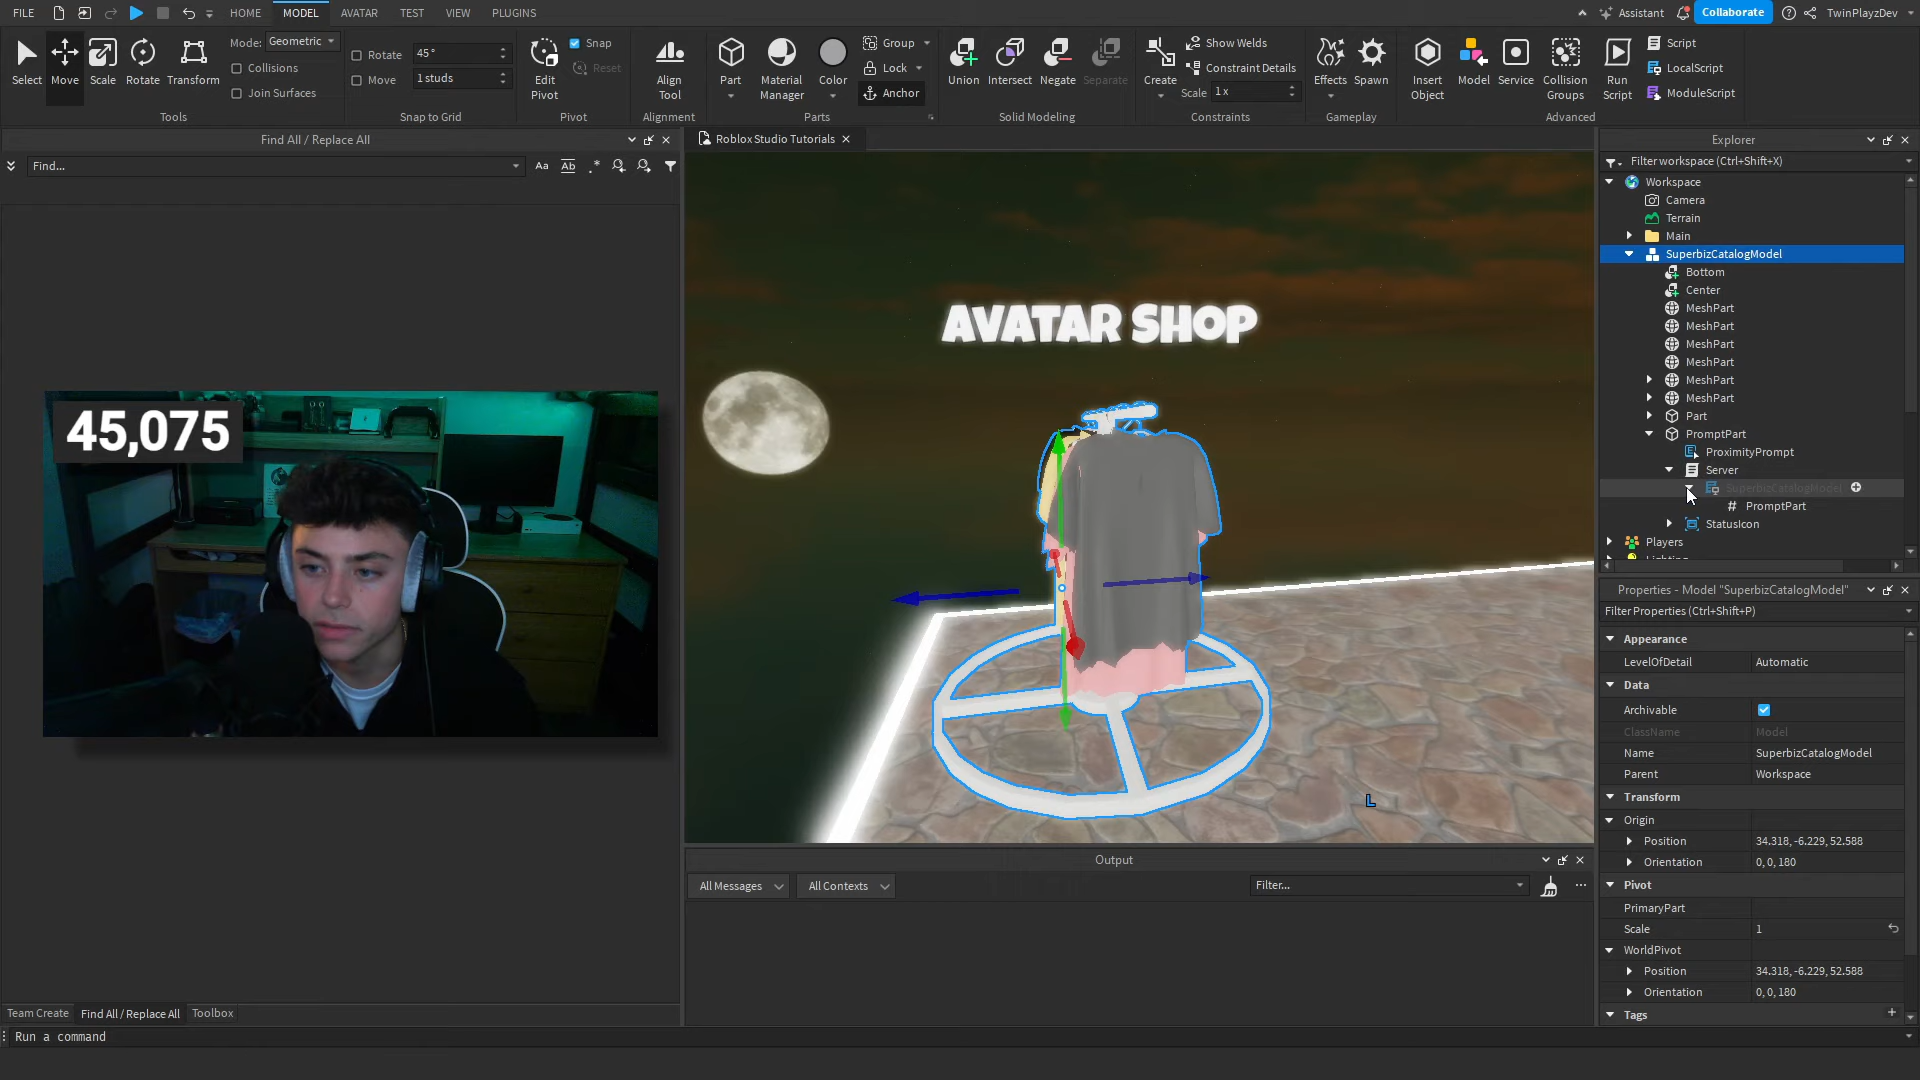 FILE
HOME MODEL AVATAR TEST VIEW PLUGINS
Assistant Collaborate TwinPlayzDev
Select Move Scale Rotate Transform
Mode: Geometric
Collisions
Join Surfaces
Tools
Rotate 45°
Move 1 studs
Snap to Grid
Edit Pivot
Snap
Reset
Pivot
Align Tool
Alignment
Part
Material Manager
Color
Group
Lock
Anchor
Parts
Union Intersect Negate Separate
Solid Modeling
Create
Show Welds
Constraint Details
Scale 1 x
Constraints
Effects Spawn
Gameplay
Insert Object
Model
Service
Collision Groups
Run Script
Script
LocalScript
ModuleScript
Advanced
Find All / Replace All
Find...
Aa Ab .*
45,075
Team Create Find All / Replace All Toolbox
Run a command
Roblox Studio Tutorials
AVATAR SHOP
L
Output
All Messages All Contexts Filter...
Explorer
Filter workspace (Ctrl+Shift+X)
Workspace
Camera
Terrain
Main
SuperbizCatalogModel
Bottom
Center
MeshPart
MeshPart
MeshPart
MeshPart
MeshPart
MeshPart
Part
PromptPart
ProximityPrompt
Server
SuperbizCatalogModel
# PromptPart
StatusIcon
Players
Lighting
Properties - Model "SuperbizCatalogModel"
Filter Properties (Ctrl+Shift+P)
Appearance
LevelOfDetail Automatic
Data
Archivable
ClassName Model
Name SuperbizCatalogModel
Parent Workspace
Transform
Origin
Position 34.318, -6.229, 52.588
Orientation 0, 0, 180
Pivot
PrimaryPart
Scale 1
WorldPivot
Position 34.318, -6.229, 52.588
Orientation 0, 0, 180
Tags